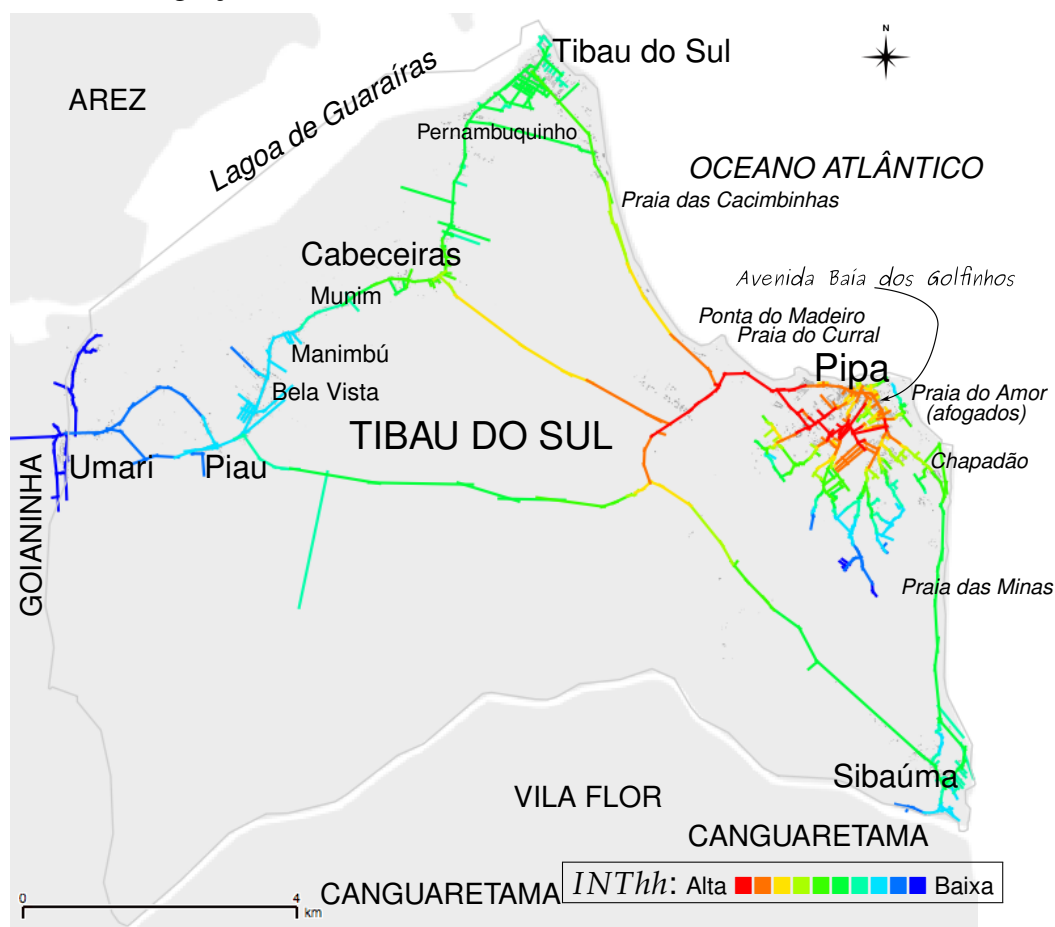 N
Tibau do Sul
AREZ
Lagoa de Guaraíras
Pernambuquinho
OCEANO ATLÂNTICO
Praia das Cacimbinhas
Cabeceiras
Avenida Baía dos Golfinhos
Munim
Ponta do Madeiro
Praia do Curral
Manimbú
Pipa
Bela Vista
Praia do Amor
(afogados)
TIBAU DO SUL
Umari
Piau
Chapadão
GOIANINHA
Praia das Minas
Sibaúma
VILA FLOR
CANGUARETAMA
CANGUARETAMA
INThh: Alta Baixa
0 4
km